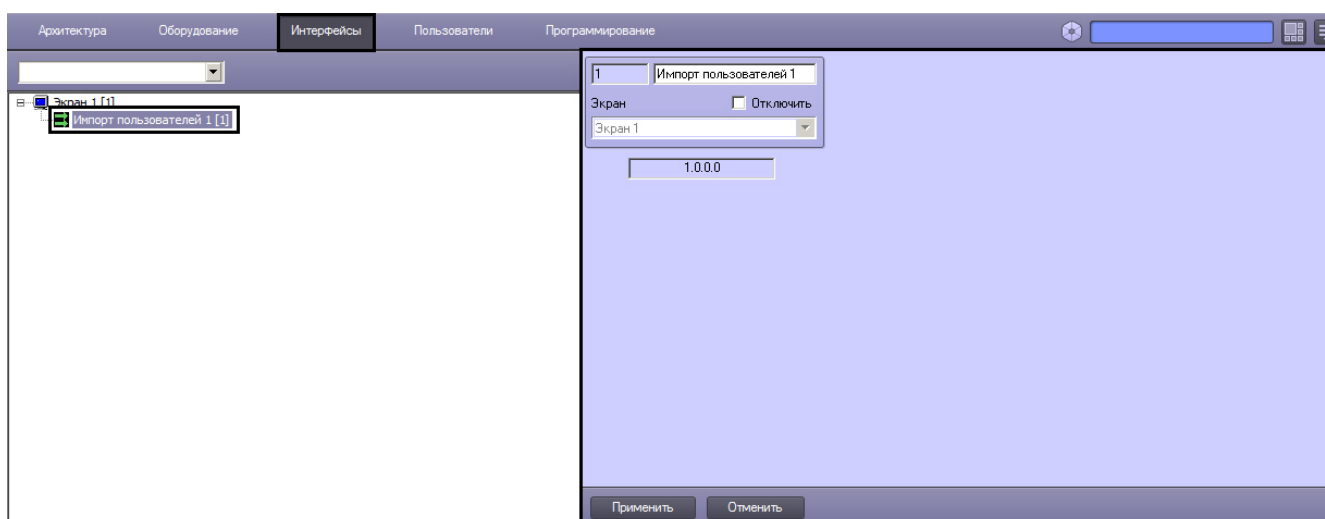 Архитектура Оборудование Интерфейсы Пользователи Программирование
Экран 1 [1]
Импорт пользователей 1 [1]
1 Импорт пользователей 1
Экран Отключить
Экран 1
1.0.0.0
Применить Отменить